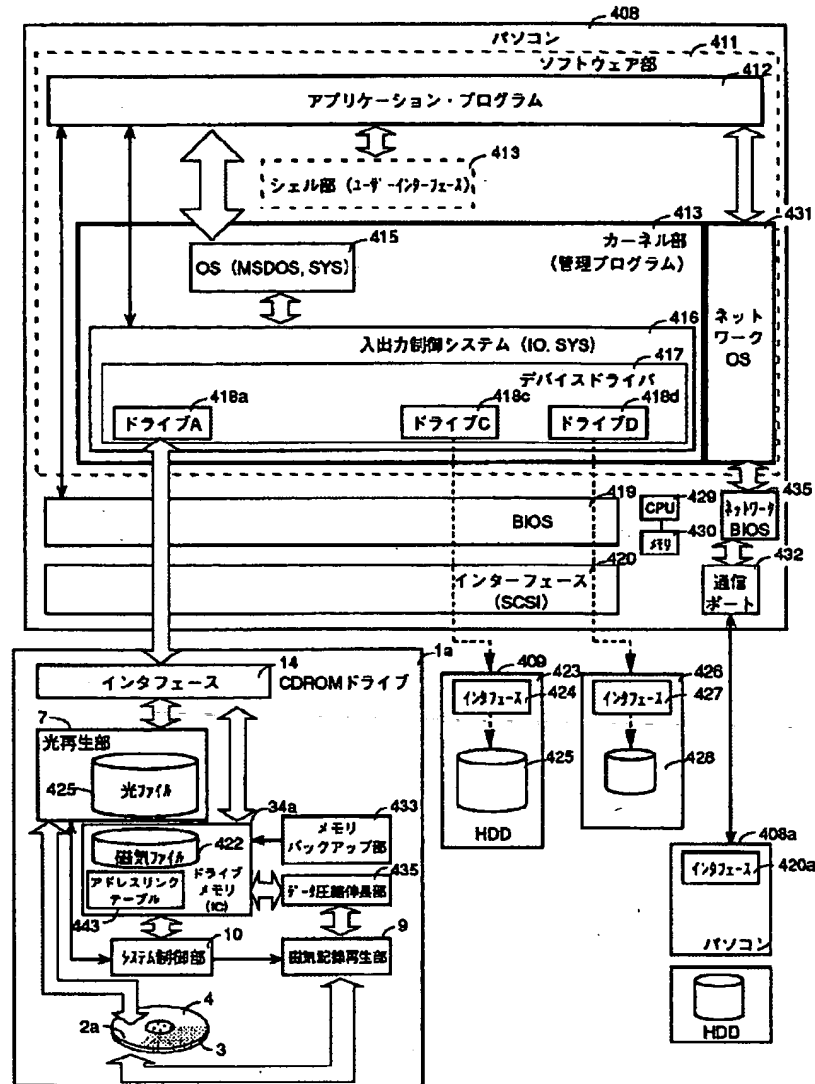 408
パソコン
411
ソフトウェア部
412
アプリケーション・プログラム
413
シェル部 (ユーザーインターフェース)
413
431
カーネル部
(管理プログラム)
415
OS (MSDOS, SYS)
ネット
ワーク
OS
416
入出力制御システム (IO. SYS)
417
デバイスドライバ
418a
ドライブA
418c
ドライブC
418d
ドライブD
419
BIOS
429
CPU
430
メモリ
435
ネットワーク
BIOS
420
インターフェース
(SCSI)
432
通信
ポート
1a
14
インタフェース
CDROMドライブ
7
光再生部
425
光ファイル
34a
磁気ファイル
422
ドライブ
メモリ
(IC)
アドレスリンク
テーブル
443
433
メモリ
バックアップ部
435
データ圧縮伸長部
10
システム制御部
9
磁気記録再生部
4
2a
3
409
423
インタフェース
424
425
HDD
426
インタフェース
427
428
408a
インタフェース
420a
パソコン
HDD